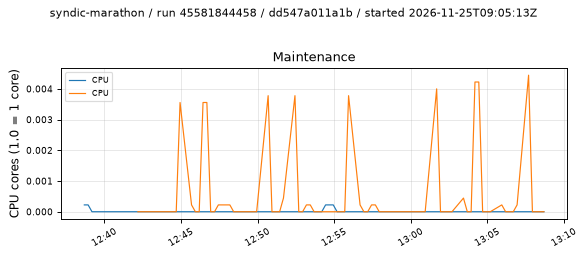 syndic-marathon / run 45581844458 / dd547a011a1b / started 2026-11-25T09:05:13Z
Maintenance
CPU
CPU
CPU cores (1.0 = 1 core)
0.004
0.003
0.002
0.001
0.000
12:40
12:45
12:50
12:55
13:00
13:05
13:10